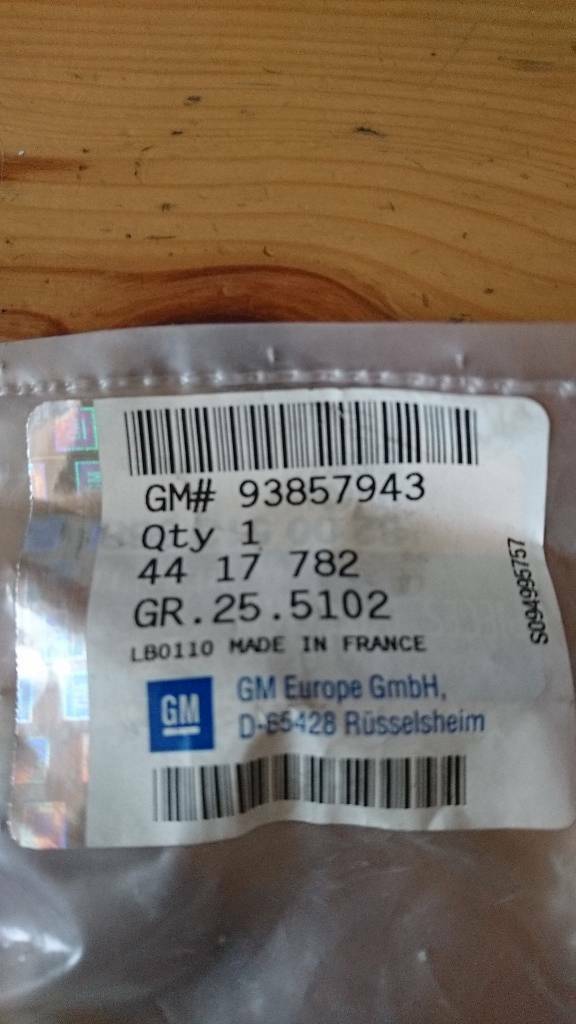 GM# 93857943
Qty 1
44 17 782
GR.25.5102
LB0110 MADE IN FRANCE
S094995757
GM
GM Europe GmbH,
D-65428 Rüsselsheim